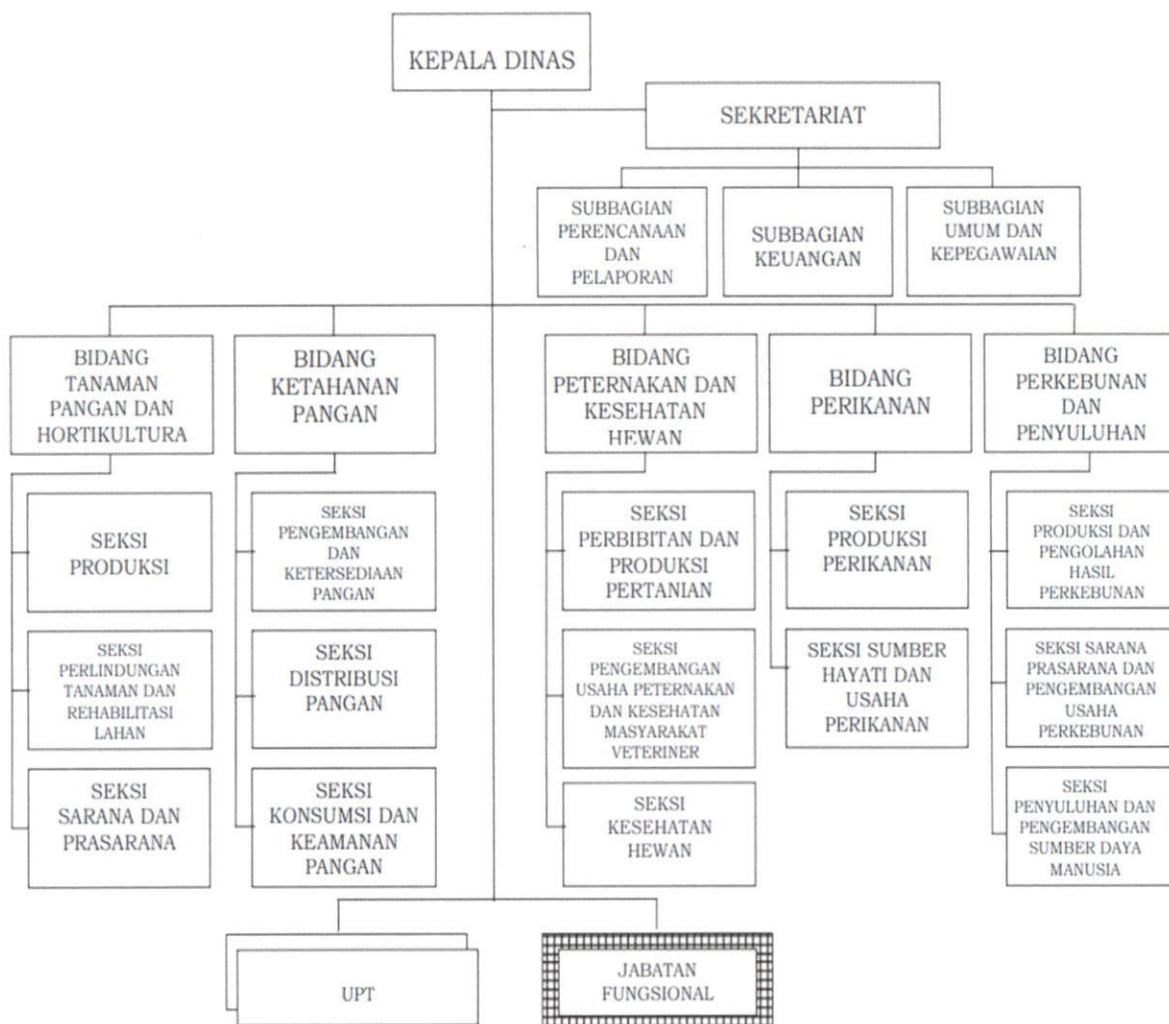 KEPALA DINAS
SEKRETARIAT
SUBBAGIAN
PERENCANAAN
DAN
PELAPORAN
SUBBAGIAN
KEUANGAN
SUBBAGIAN
UMUM DAN
KEPEGAWAIAN
BIDANG
TANAMAN
PANGAN DAN
HORTIKULTURA
BIDANG
KETAHANAN
PANGAN
BIDANG
PETERNAKAN DAN
KESEHATAN
HEWAN
BIDANG
PERIKANAN
BIDANG
PERKEBUNAN
DAN
PENYULUHAN
SEKSI
PRODUKSI
SEKSI
PENGEMBANGAN
DAN
KETERSEDIAAN
PANGAN
SEKSI
PERBIBITAN DAN
PRODUKSI
PERTANIAN
SEKSI
PRODUKSI
PERIKANAN
SEKSI
PRODUKSI DAN
PENGOLAHAN
HASIL
PERKEBUNAN
SEKSI
PERLINDUNGAN
TANAMAN DAN
REHABILITASI
LAHAN
SEKSI
DISTRIBUSI
PANGAN
SEKSI
PENGEMBANGAN
USAHA PETERNAKAN
DAN KESEHATAN
MASYARAKAT
VETERINER
SEKSI SUMBER
HAYATI DAN
USAHA
PERIKANAN
SEKSI SARANA
PRASARANA DAN
PENGEMBANGAN
USAHA
PERKEBUNAN
SEKSI
SARANA DAN
PRASARANA
SEKSI
KONSUMSI DAN
KEAMANAN
PANGAN
SEKSI
KESEHATAN
HEWAN
SEKSI
PENYULUHAN DAN
PENGEMBANGAN
SUMBER DAYA
MANUSIA
UPT
JABATAN
FUNGSIONAL